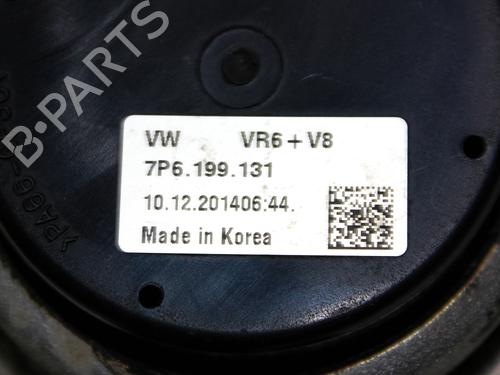 B-PARTS
VW VR6+V8
7P6.199.131
10.12.201406:44.
Made in Korea